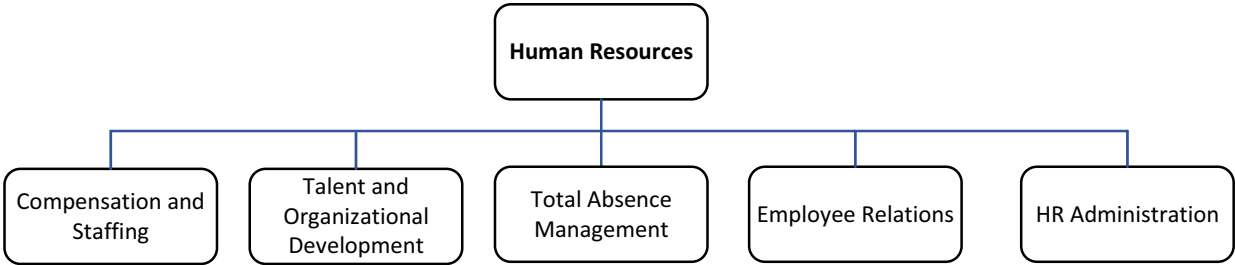 Human Resources
Compensation and
Staffing
Talent and
Organizational
Development
Total Absence
Management
Employee Relations
HR Administration